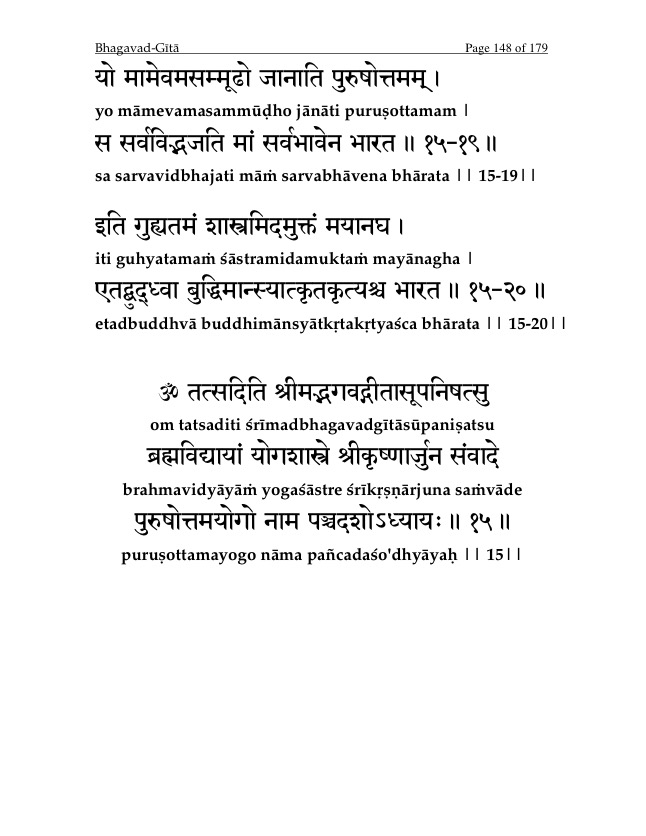 Bhagavad-Gītā Page 148 of 179
यो मामेवमसम्मूढो जानाति पुरुषोत्तमम् ।
yo māmevamasammūḍho jānāti puruṣottamam |
स सर्वविद्भजति मां सर्वभावेन भारत ॥ १५-१९ ॥
sa sarvavidbhajati māṁ sarvabhāvena bhārata || 15-19||
इति गुह्यतमं शास्त्रमिदमुक्तं मयानघ ।
iti guhyatamaṁ śāstramidamuktaṁ mayānagha |
एतद्बुद्ध्वा बुद्धिमान्स्यात्कृतकृत्यश्च भारत ॥ १५-२० ॥
etadbuddhvā buddhimānsyātkṛtakṛtyaśca bhārata || 15-20||
ॐ तत्सदिति श्रीमद्भगवद्गीतासूपनिषत्सु
om tatsaditi śrīmadbhagavadgītāsūpaniṣatsu
ब्रह्मविद्यायां योगशास्त्रे श्रीकृष्णार्जुन संवादे
brahmavidyāyāṁ yogaśāstre śrīkṛṣṇārjuna saṁvāde
पुरुषोत्तमयोगो नाम पञ्चदशोऽध्यायः ॥ १५ ॥
puruṣottamayogo nāma pañcadaśo'dhyāyaḥ || 15||